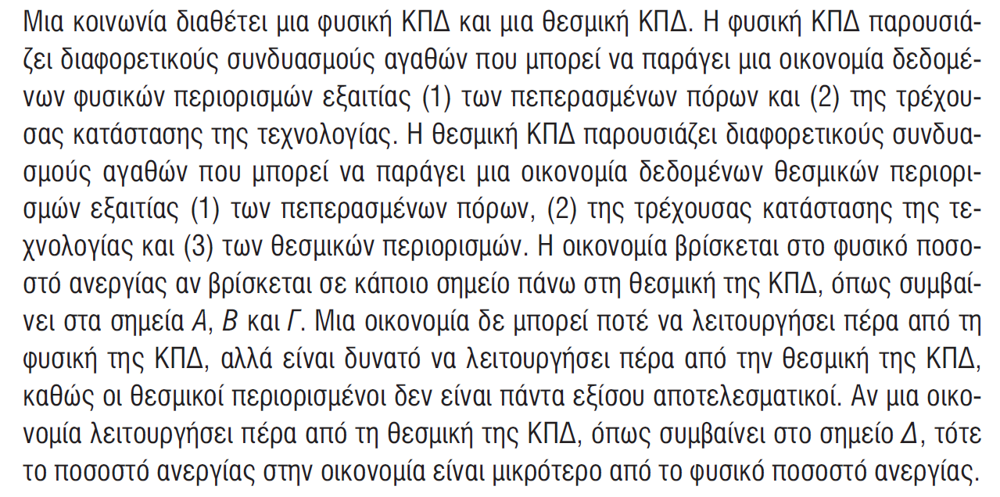 Μια κοινωνία διαθέτει μια φυσική ΚΠΔ και μια θεσμική ΚΠΔ. Η φυσική ΚΠΔ παρουσιά-
ζει διαφορετικούς συνδυασμούς αγαθών που μπορεί να παράγει μια οικονομία δεδομέ-
νων φυσικών περιορισμών εξαιτίας (1) των πεπερασμένων πόρων και (2) της τρέχου-
σας κατάστασης της τεχνολογίας. Η θεσμική ΚΠΔ παρουσιάζει διαφορετικούς συνδυα-
σμούς αγαθών που μπορεί να παράγει μια οικονομία δεδομένων θεσμικών περιορι-
σμών εξαιτίας (1) των πεπερασμένων πόρων, (2) της τρέχουσας κατάστασης της τε-
χνολογίας και (3) των θεσμικών περιορισμών. Η οικονομία βρίσκεται στο φυσικό ποσο-
στό ανεργίας αν βρίσκεται σε κάποιο σημείο πάνω στη θεσμική της ΚΠΔ, όπως συμβαί-
νει στα σημεία Α, Β και Γ. Μια οικονομία δε μπορεί ποτέ να λειτουργήσει πέρα από τη
φυσική της ΚΠΔ, αλλά είναι δυνατό να λειτουργήσει πέρα από την θεσμική της ΚΠΔ,
καθώς οι θεσμικοί περιορισμένοι δεν είναι πάντα εξίσου αποτελεσματικοί. Αν μια οικο-
νομία λειτουργήσει πέρα από τη θεσμική της ΚΠΔ, όπως συμβαίνει στο σημείο Δ, τότε
το ποσοστό ανεργίας στην οικονομία είναι μικρότερο από το φυσικό ποσοστό ανεργίας.